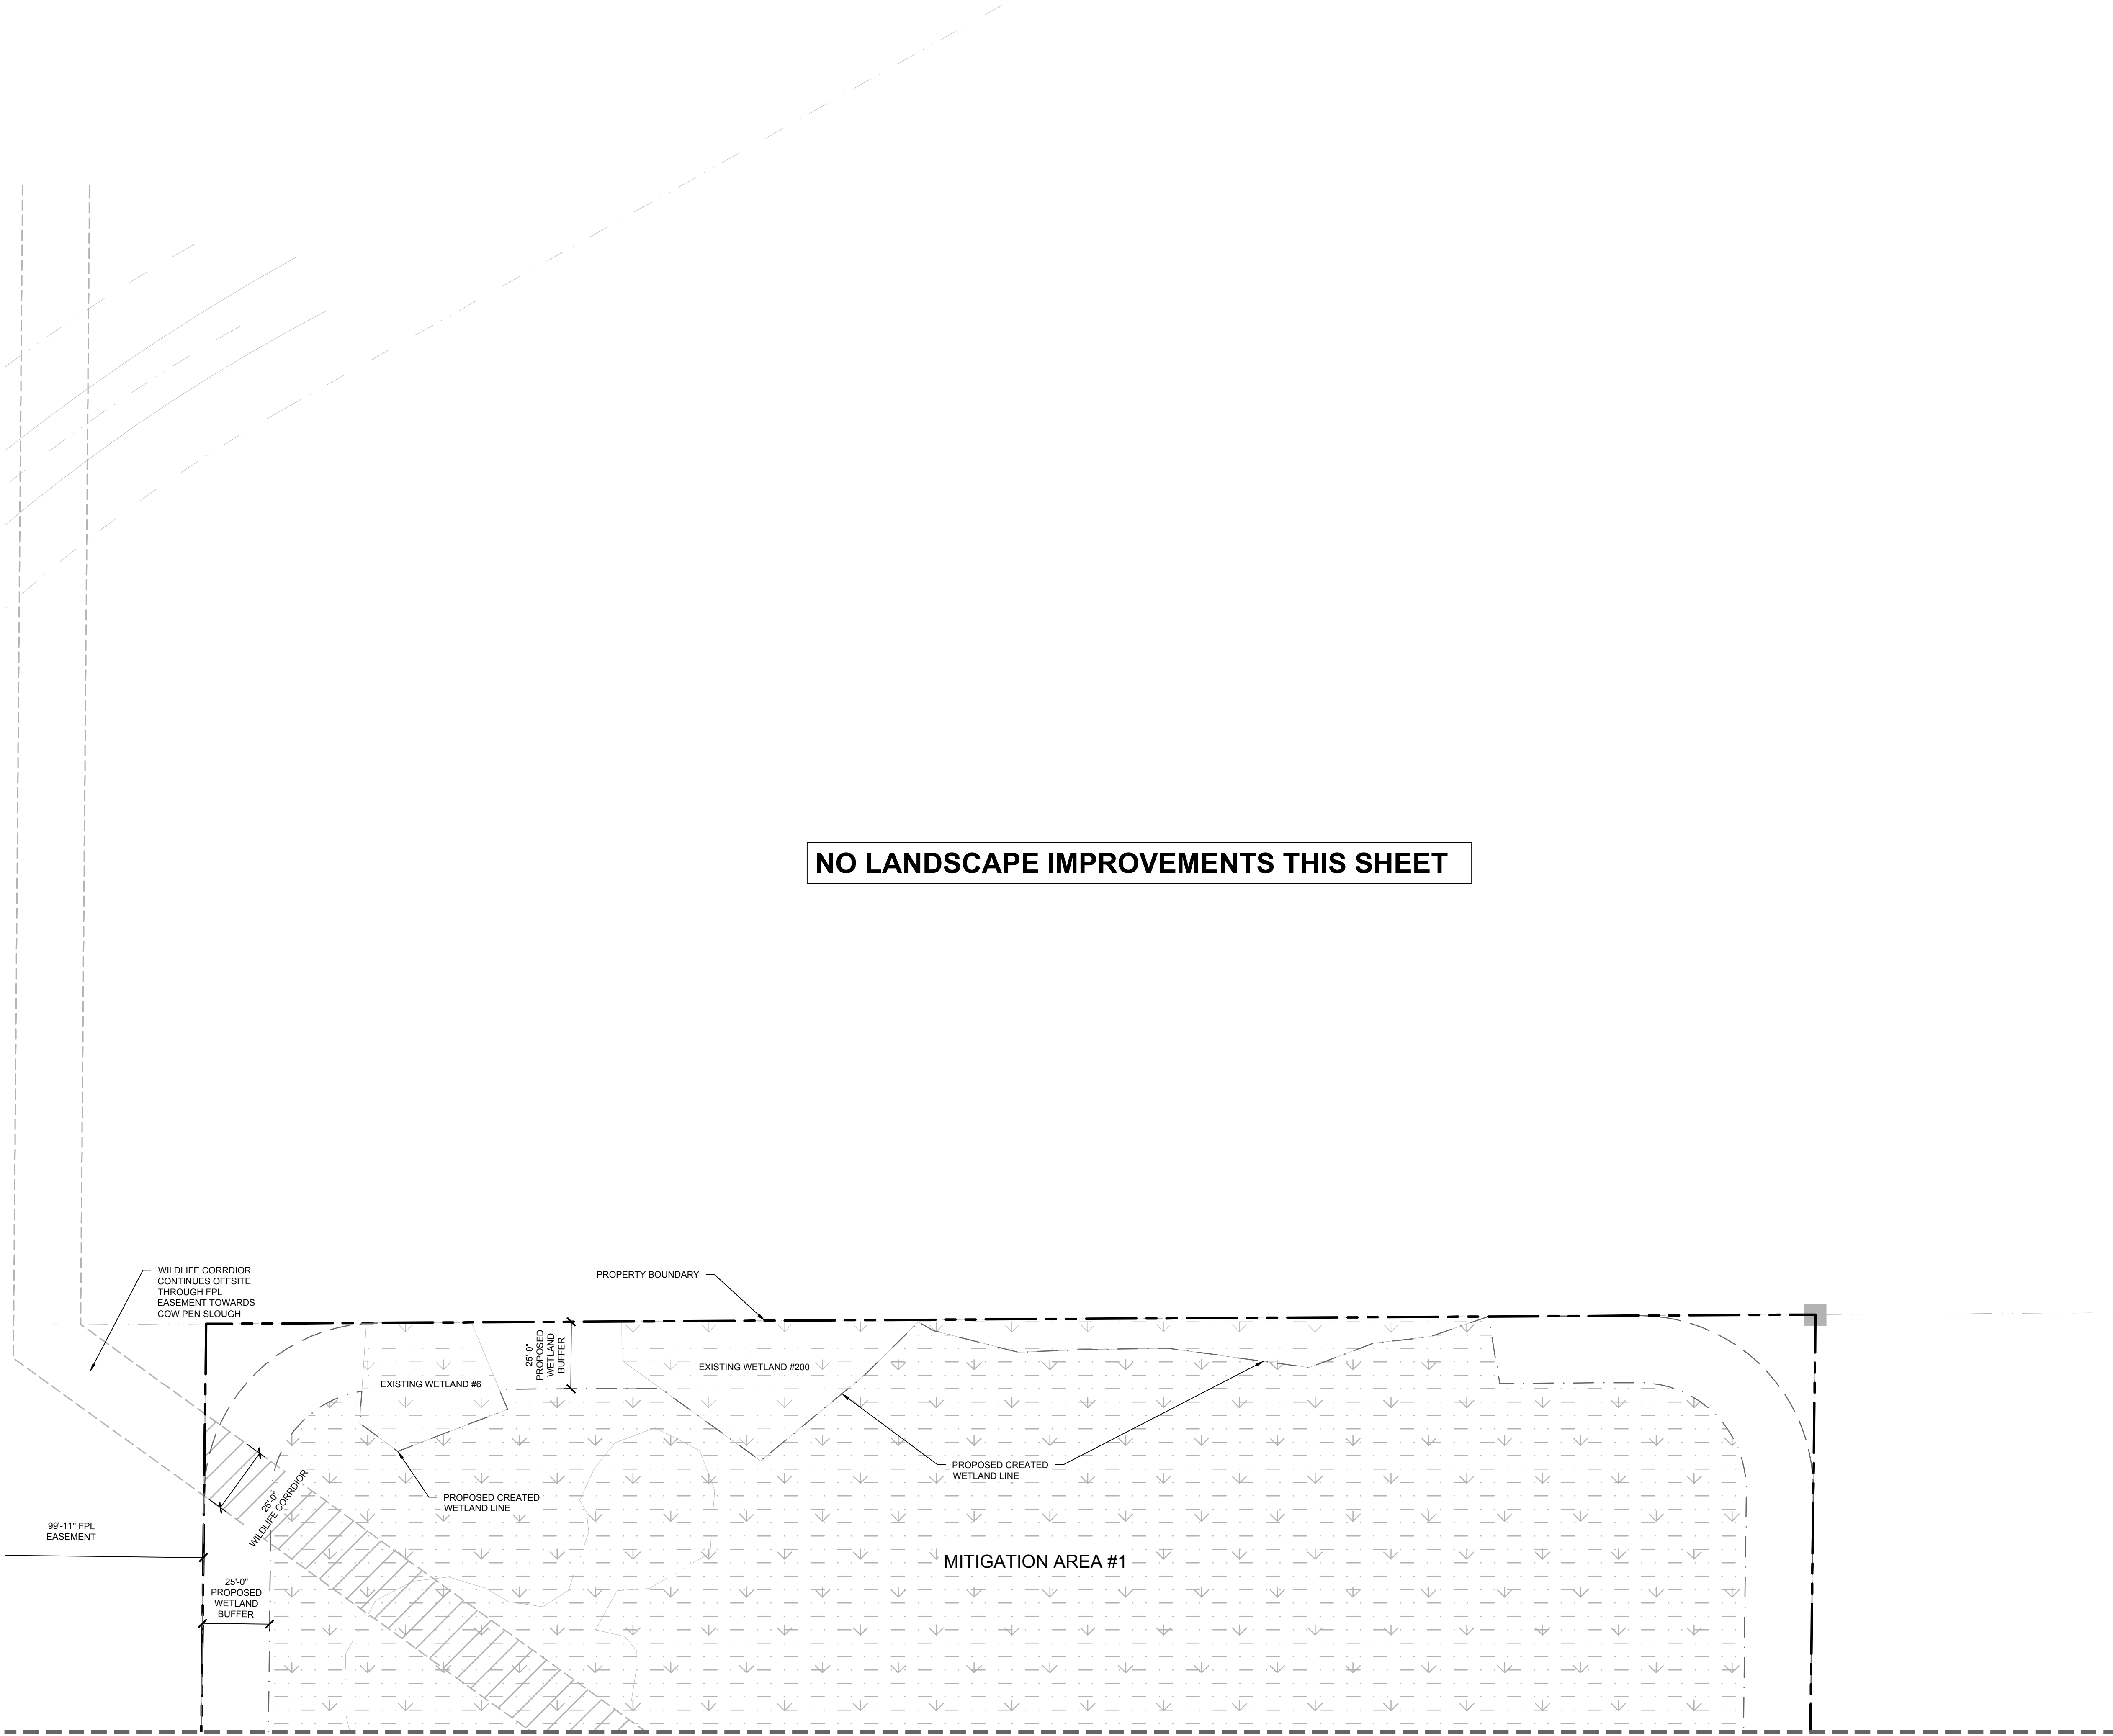 NO LANDSCAPE IMPROVEMENTS THIS SHEET
WILDLIFE CORRDIOR
CONTINUES OFFSITE
THROUGH FPL
EASEMENT TOWARDS
COW PEN SLOUGH
PROPERTY BOUNDARY
25'-0"
PROPOSED
WETLAND
BUFFER
EXISTING WETLAND #200
EXISTING WETLAND #6
PROPOSED CREATED
WETLAND LINE
PROPOSED CREATED
WETLAND LINE
25'-0"
WILDLIFE CORRDIOR
99'-11" FPL
EASEMENT
MITIGATION AREA #1
25'-0"
PROPOSED
WETLAND
BUFFER